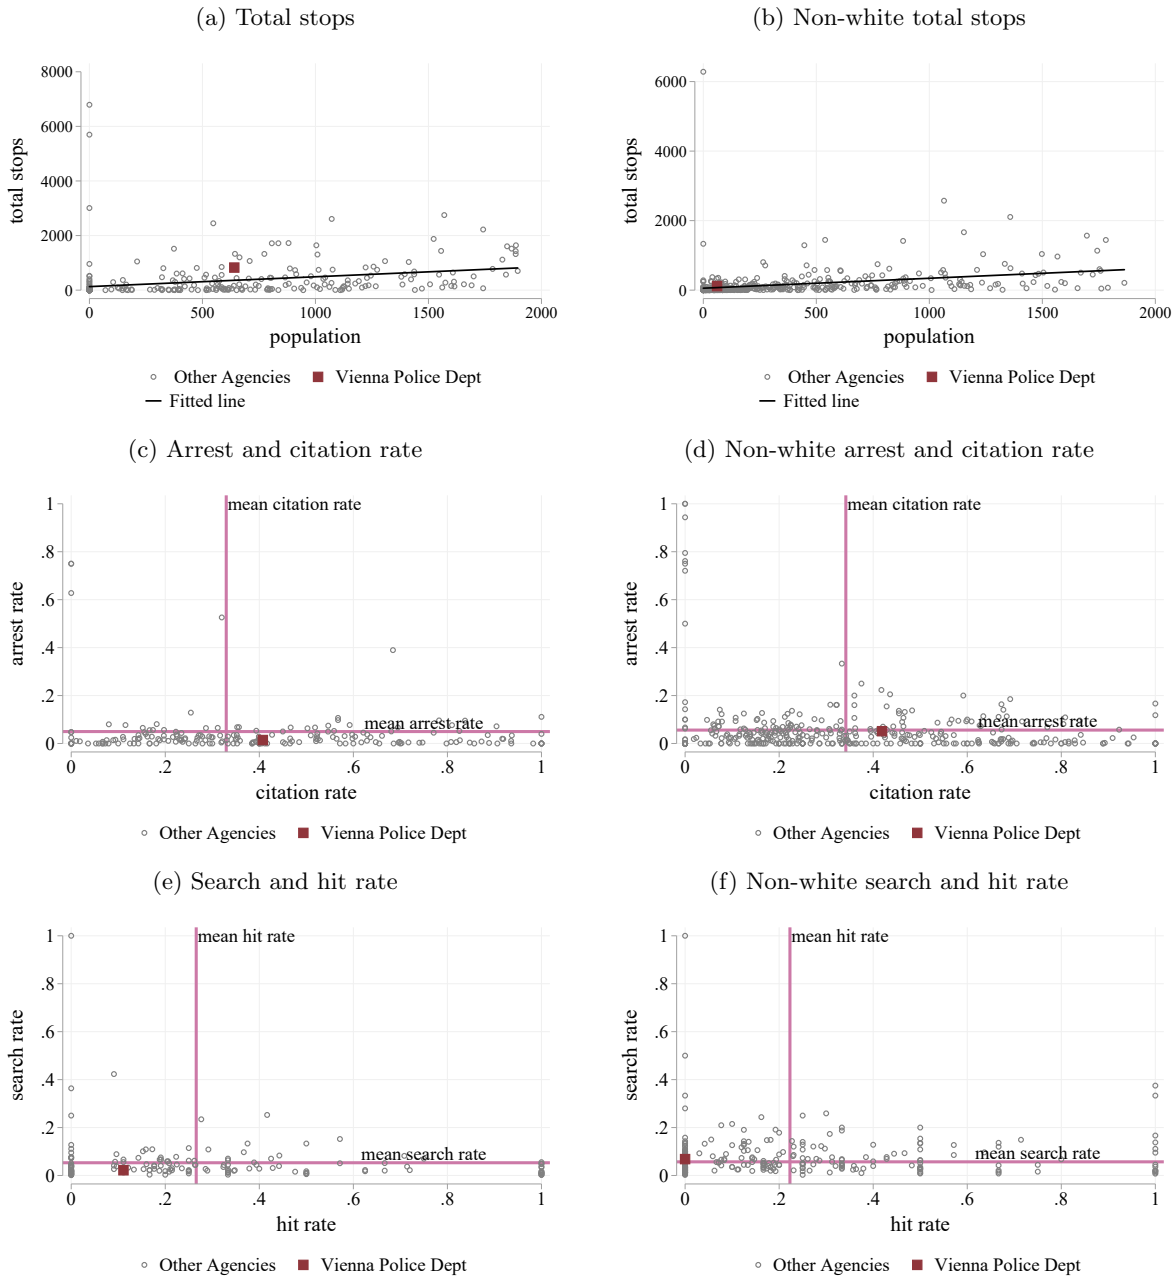 (a) Total stops
(b) Non-white total stops
8000
6000
4000
2000
0
total stops
0 500 1000 1500 2000
population
Other Agencies Vienna Police Dept
Fitted line
6000
4000
2000
0
total stops
0 500 1000 1500 2000
population
Other Agencies Vienna Police Dept
Fitted line
(c) Arrest and citation rate
(d) Non-white arrest and citation rate
1
.8
.6
.4
.2
0
arrest rate
mean citation rate
mean arrest rate
0 .2 .4 .6 .8 1
citation rate
Other Agencies Vienna Police Dept
1
.8
.6
.4
.2
0
arrest rate
mean citation rate
mean arrest rate
0 .2 .4 .6 .8 1
citation rate
Other Agencies Vienna Police Dept
(e) Search and hit rate
(f) Non-white search and hit rate
1
.8
.6
.4
.2
0
search rate
mean hit rate
mean search rate
0 .2 .4 .6 .8 1
hit rate
Other Agencies Vienna Police Dept
1
.8
.6
.4
.2
0
search rate
mean hit rate
mean search rate
0 .2 .4 .6 .8 1
hit rate
Other Agencies Vienna Police Dept